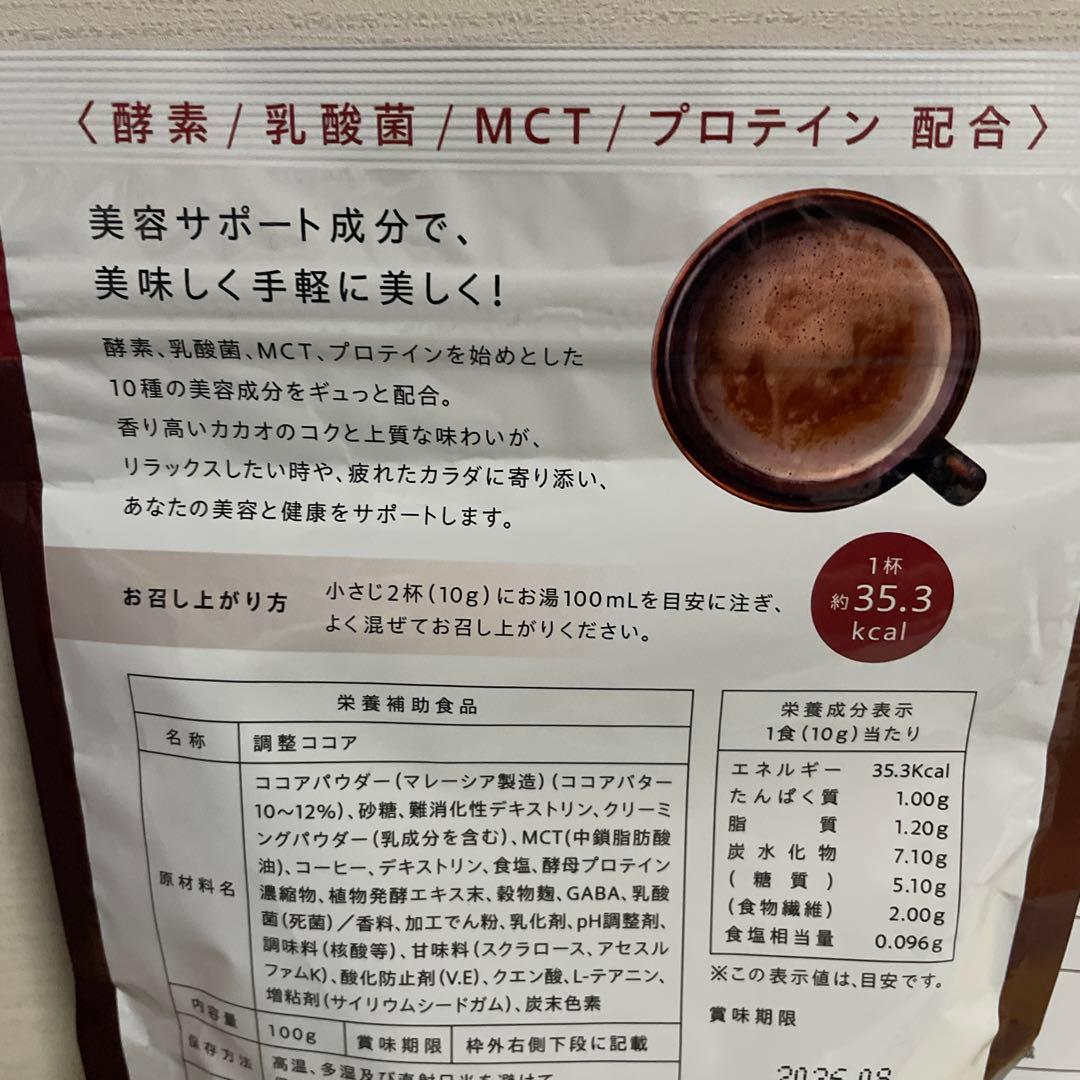 〈酵素/乳酸菌/MCT/プロテイン 配合〉
美容サポート成分で、
美味しく手軽に美しく!
酵素、乳酸菌、MCT、プロテインを始めとした
10種の美容成分をギュっと配合。
香り高いカカオのコクと上質な味わいが、
リラックスしたい時や、疲れたカラダに寄り添い、
あなたの美容と健康をサポートします。
1杯
約35.3
kcal
お召し上がり方
小さじ2杯(10g)にお湯100mLを目安に注ぎ、
よく混ぜてお召し上がりください。
栄養補助食品
名称 調整ココア
原材料名
ココアパウダー(マレーシア製造)(ココアバター
10〜12%)、砂糖、難消化性デキストリン、クリーミ
ングパウダー(乳成分を含む)、MCT(中鎖脂肪酸
油)、コーヒー、デキストリン、食塩、酵母プロテイン
濃縮物、植物発酵エキス末、穀物麹、GABA、乳酸
菌(死菌)/香料、加工でん粉、乳化剤、pH調整剤、
調味料(核酸等)、甘味料(スクラロース、アセスル
ファムK)、酸化防止剤(V.E)、クエン酸、L-テアニン、
増粘剤(サイリウムシードガム)、炭末色素
内容量 100g 賞味期限 枠外右側下段に記載
保存方法 高温、多湿及び直射日光を避けて
栄養成分表示
1食(10g)当たり
エネルギー 35.3Kcal
たんぱく質 1.00g
脂質 1.20g
炭水化物 7.10g
(糖質) 5.10g
(食物繊維) 2.00g
食塩相当量 0.096g
※この表示値は、目安です。
賞味期限